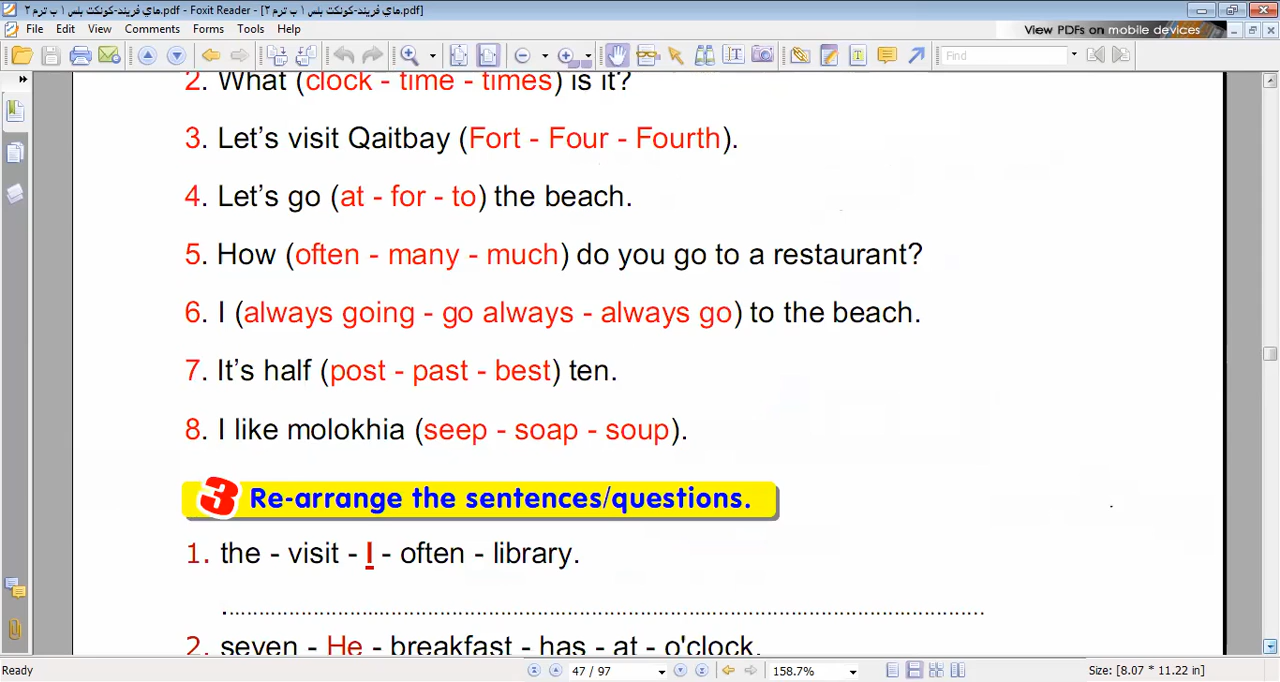 هاي فريند-كونكت بلس ١ ب ترم ٢.pdf - Foxit Reader - [هاي فريند-كونكت بلس ١ ب ترم ٢.pdf]
File Edit View Comments Forms Tools Help
View PDFs on mobile devices
Find
2. What (clock - time - times) is it?
3. Let's visit Qaitbay (Fort - Four - Fourth).
4. Let's go (at - for - to) the beach.
5. How (often - many - much) do you go to a restaurant?
6. I (always going - go always - always go) to the beach.
7. It's half (post - past - best) ten.
8. I like molokhia (seep - soap - soup).
3 Re-arrange the sentences/questions.
1. the - visit - I - often - library.
......................................................................................................
2. seven - He - breakfast - has - at - o'clock.
Ready
47 / 97
158.7%
Size: [8.07 * 11.22 in]